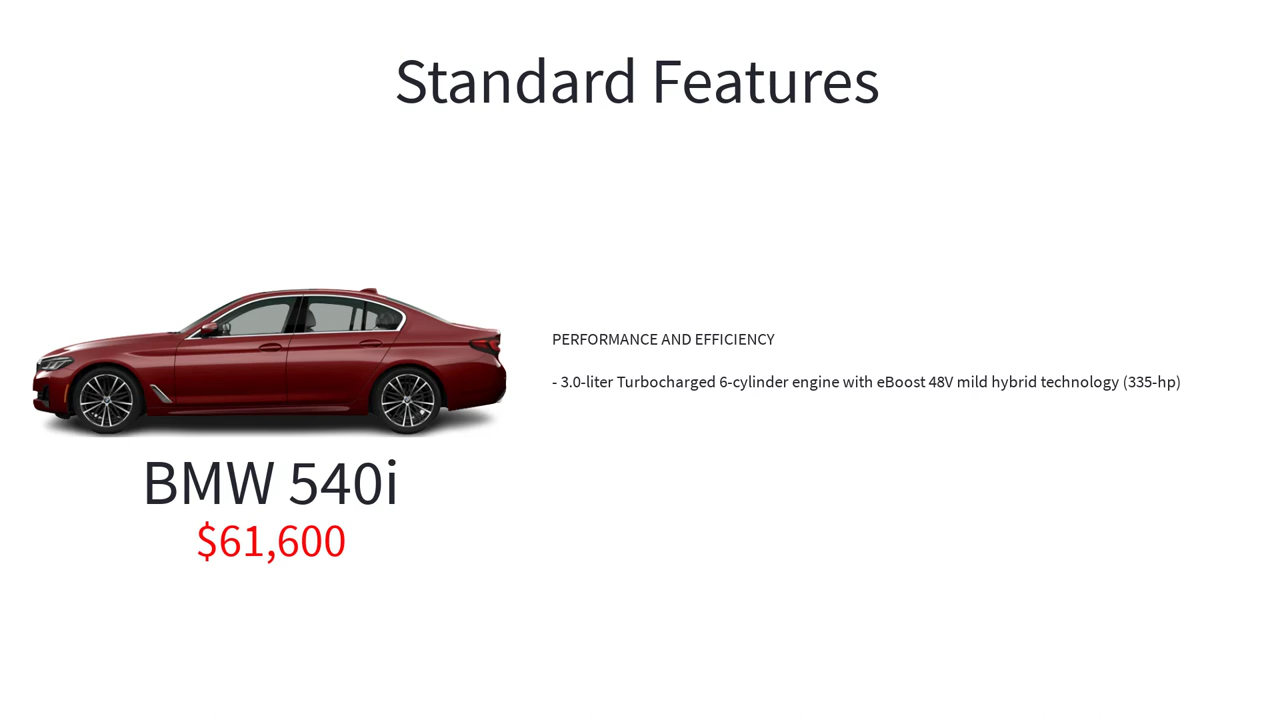 Standard Features
PERFORMANCE AND EFFICIENCY
- 3.0-liter Turbocharged 6-cylinder engine with eBoost 48V mild hybrid technology (335-hp)
BMW 540i
$61,600